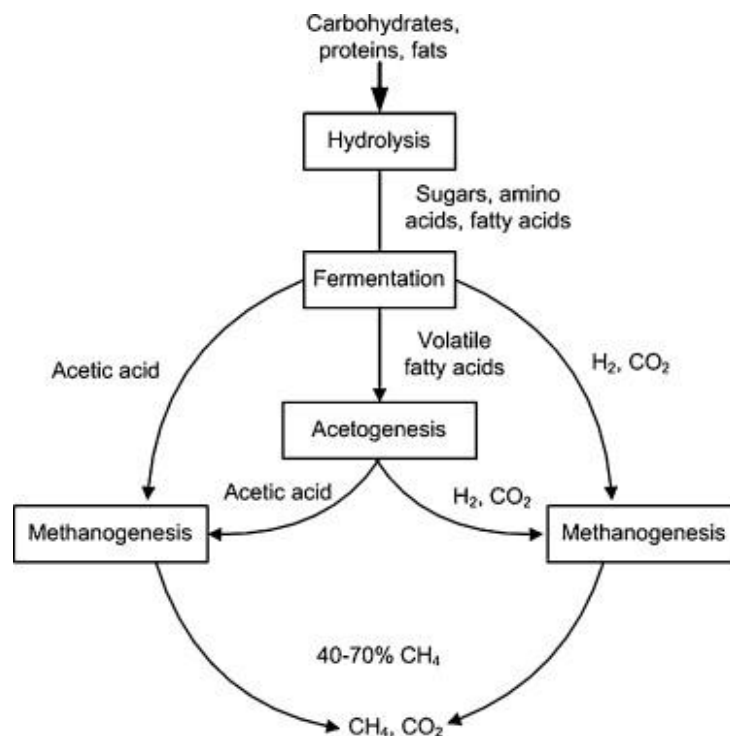 Carbohydrates,
proteins, fats
Hydrolysis
Sugars, amino
acids, fatty acids
Fermentation
Volatile
fatty acids
Acetic acid
H₂, CO₂
Acetogenesis
Acetic acid
H₂, CO₂
Methanogenesis
Methanogenesis
40-70% CH₄
CH₄, CO₂